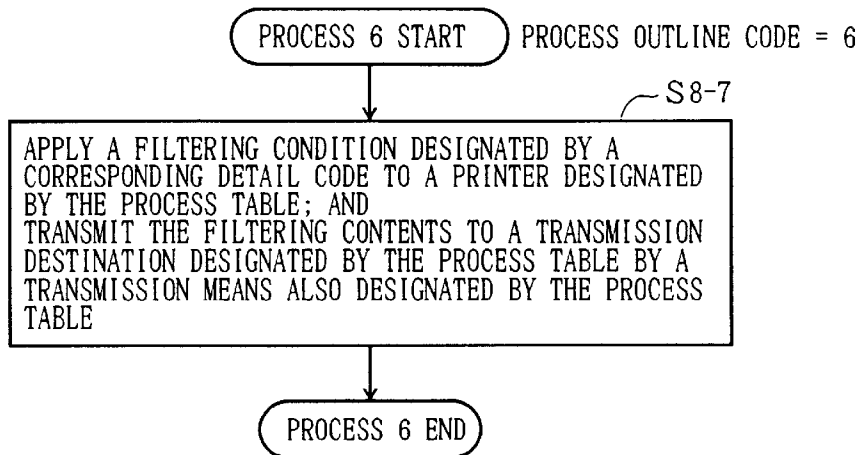 PROCESS 6 START
PROCESS OUTLINE CODE = 6
S8-7
APPLY A FILTERING CONDITION DESIGNATED BY A
CORRESPONDING DETAIL CODE TO A PRINTER DESIGNATED
BY THE PROCESS TABLE; AND
TRANSMIT THE FILTERING CONTENTS TO A TRANSMISSION
DESTINATION DESIGNATED BY THE PROCESS TABLE BY A
TRANSMISSION MEANS ALSO DESIGNATED BY THE PROCESS
TABLE
PROCESS 6 END